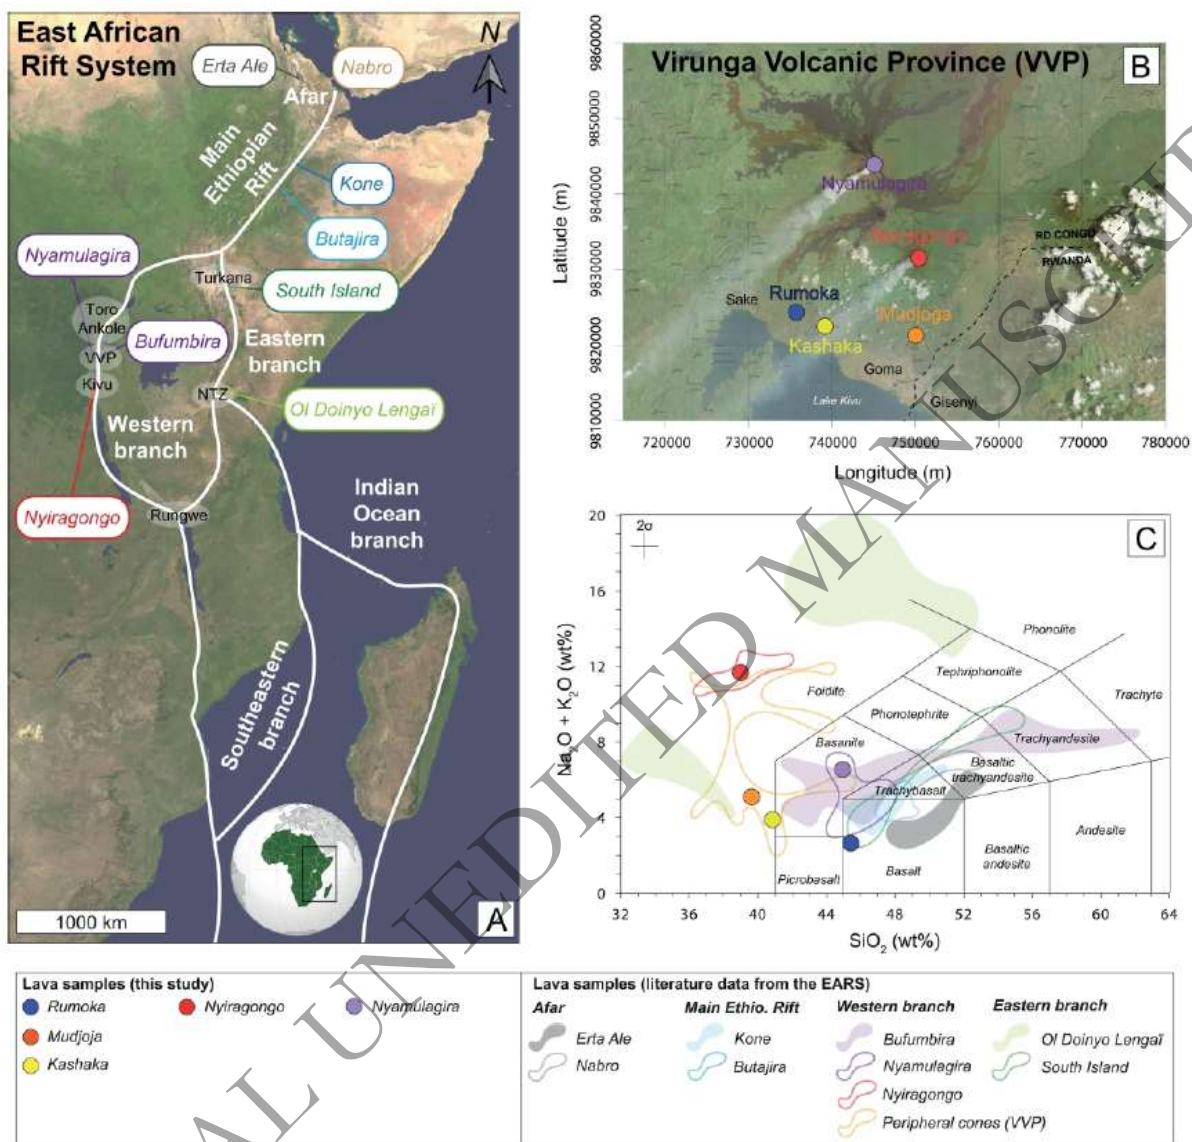 East African
Rift System
N
Erta Ale
Nabro
Afar
Main
Ethiopian
Rift
Kone
Butajira
Nyamulagira
Turkana
South Island
Toro
Ankole
Bufumbira
Eastern
branch
VVP
Kivu
NTZ
Ol Doinyo Lengaï
Western
branch
Indian
Ocean
branch
Nyiragongo
Rungwe
Southeastern
branch
1000 km
A
Virunga Volcanic Province (VVP)
B
Latitude (m)
9860000
9850000
9840000
9830000
9820000
9810000
Nyamulagira
RD CONGO
RWANDA
Nyiragongo
Sake
Rumoka
Mudjoga
Kashaka
Goma
Lake Kivu
Gisenyi
720000 730000 740000 750000 760000 770000 780000
Longitude (m)
C
2σ
Na2O + K2O (wt%)
20
16
12
8
4
0
Phonolite
Tephriphonolite
Foidite
Trachyte
Phonotephrite
Trachyandesite
Basanite
Basaltic
trachyandesite
Trachybasalt
Andesite
Basaltic
andesite
Basalt
Picrobasalt
32 36 40 44 48 52 56 60 64
SiO2 (wt%)
Lava samples (this study)
Rumoka Nyiragongo Nyamulagira
Mudjoja
Kashaka
Lava samples (literature data from the EARS)
Afar Main Ethio. Rift Western branch Eastern branch
Erta Ale Kone Bufumbira Ol Doinyo Lengaï
Nabro Butajira Nyamulagira South Island
Nyiragongo
Peripheral cones (VVP)
UNEDITED MANUSCRIP